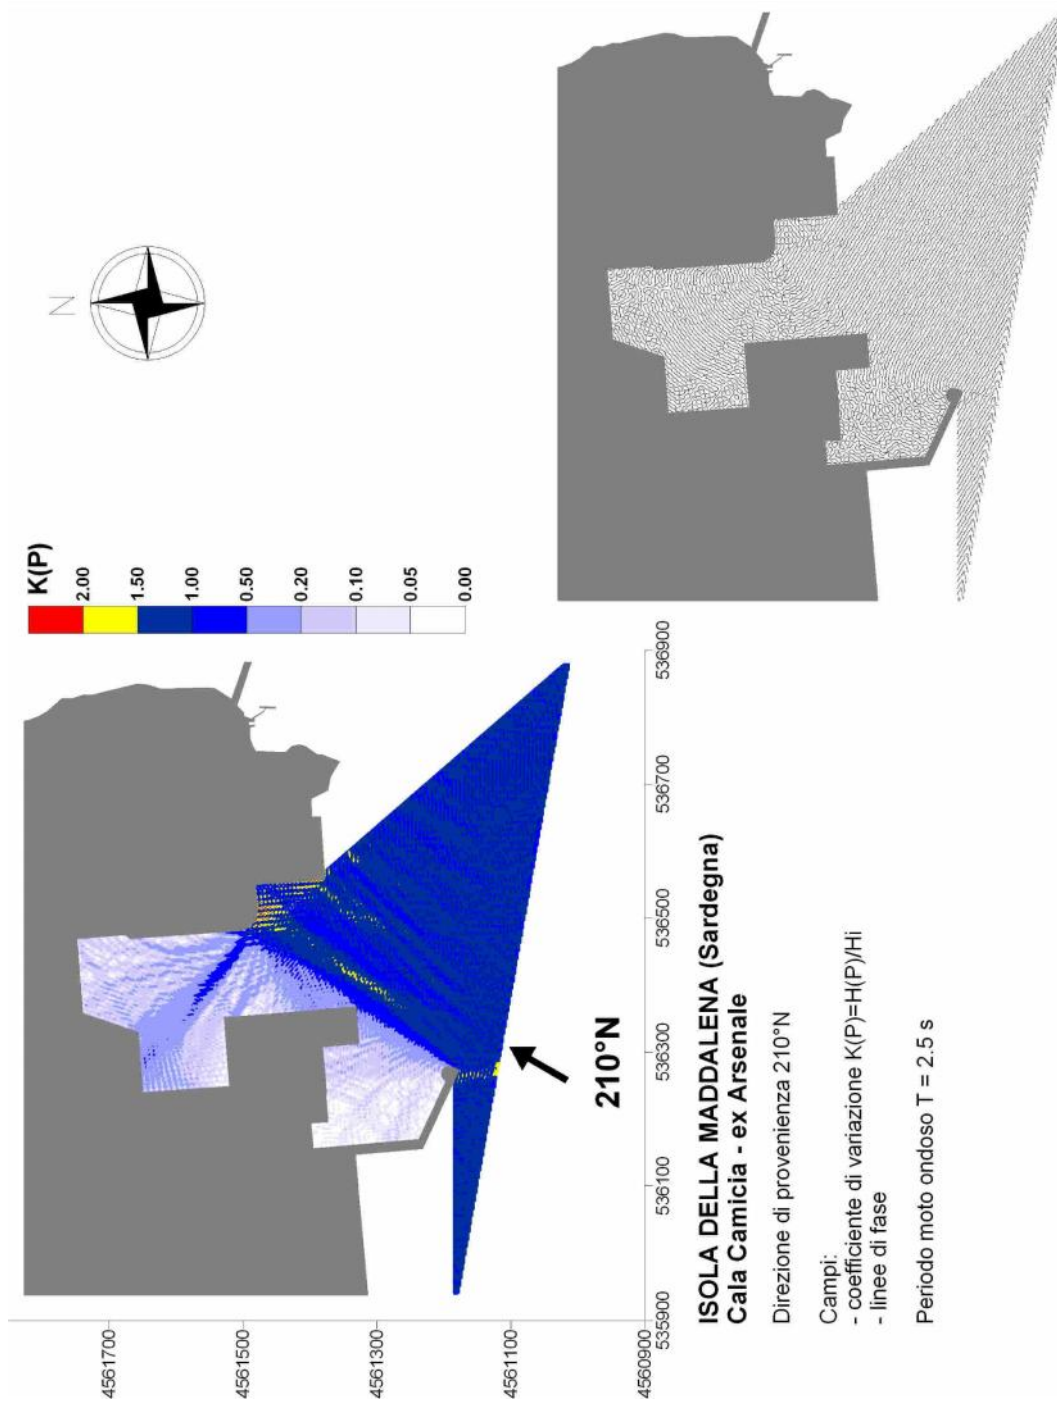 N
K(P)
2.00
1.50
1.00
0.50
0.20
0.10
0.05
0.00
4561700
4561500
4561300
4561100
4560900
535900
536100
536300
536500
536700
536900
210°N
ISOLA DELLA MADDALENA (Sardegna)
Cala Camicia - ex Arsenale
Direzione di provenienza 210°N
Campi:
- coefficiente di variazione K(P)=H(P)/Hi
- linee di fase
Periodo moto ondoso T = 2.5 s